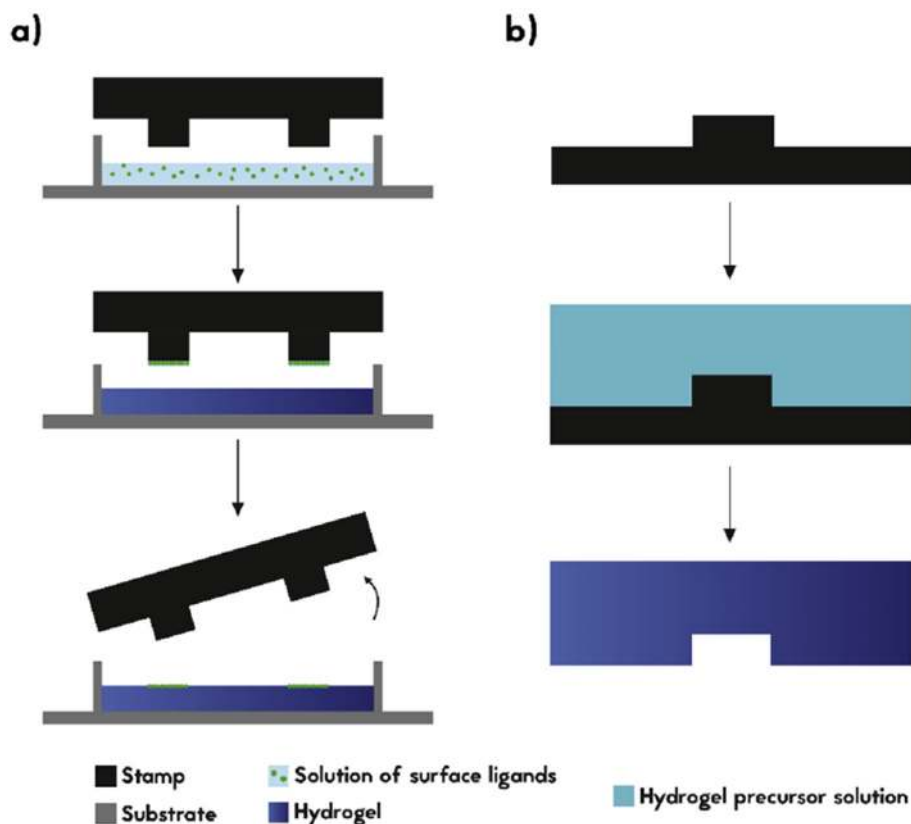 a)
b)
Stamp
Solution of surface ligands
Substrate
Hydrogel
Hydrogel precursor solution